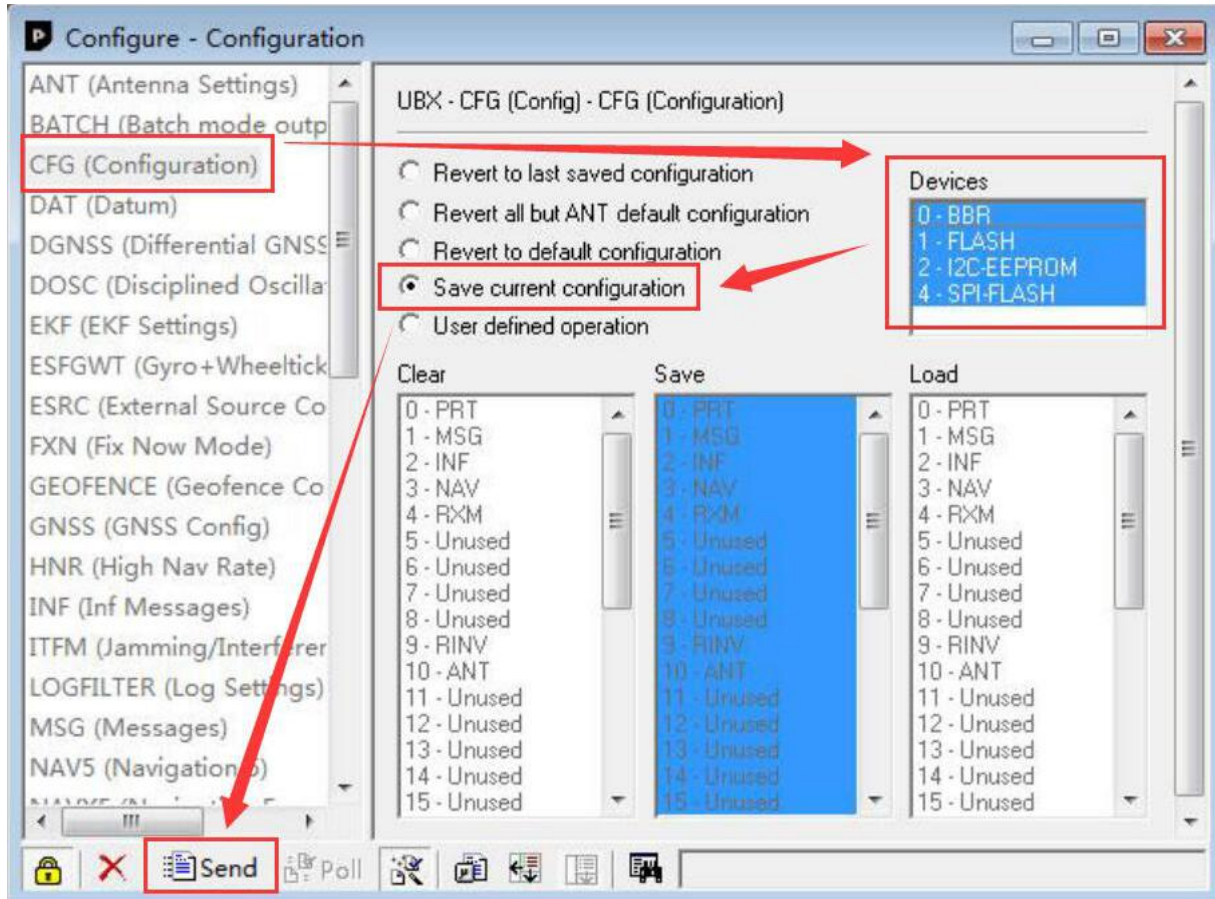 Configure - Configuration
ANT (Antenna Settings)
BATCH (Batch mode outp
CFG (Configuration)
DAT (Datum)
DGNSS (Differential GNSS
DOSC (Disciplined Oscilla
EKF (EKF Settings)
ESFGWT (Gyro+Wheeltick
ESRC (External Source Co
FXN (Fix Now Mode)
GEOFENCE (Geofence Co
GNSS (GNSS Config)
HNR (High Nav Rate)
INF (Inf Messages)
ITFM (Jamming/Interferer
LOGFILTER (Log Settings)
MSG (Messages)
NAV5 (Navigation 5)
UBX - CFG (Config) - CFG (Configuration)
Revert to last saved configuration
Revert all but ANT default configuration
Revert to default configuration
Save current configuration
User defined operation
Devices
0 - BBR
1 - FLASH
2 - I2C-EEPROM
4 - SPI-FLASH
Clear
0 - PRT
1 - MSG
2 - INF
3 - NAV
4 - RXM
5 - Unused
6 - Unused
7 - Unused
8 - Unused
9 - RINV
10 - ANT
11 - Unused
12 - Unused
13 - Unused
14 - Unused
15 - Unused
Save
0 - PRT
1 - MSG
2 - INF
3 - NAV
4 - RXM
5 - Unused
6 - Unused
7 - Unused
8 - Unused
9 - RINV
10 - ANT
11 - Unused
12 - Unused
13 - Unused
14 - Unused
15 - Unused
Load
0 - PRT
1 - MSG
2 - INF
3 - NAV
4 - RXM
5 - Unused
6 - Unused
7 - Unused
8 - Unused
9 - RINV
10 - ANT
11 - Unused
12 - Unused
13 - Unused
14 - Unused
15 - Unused
Send
Poll